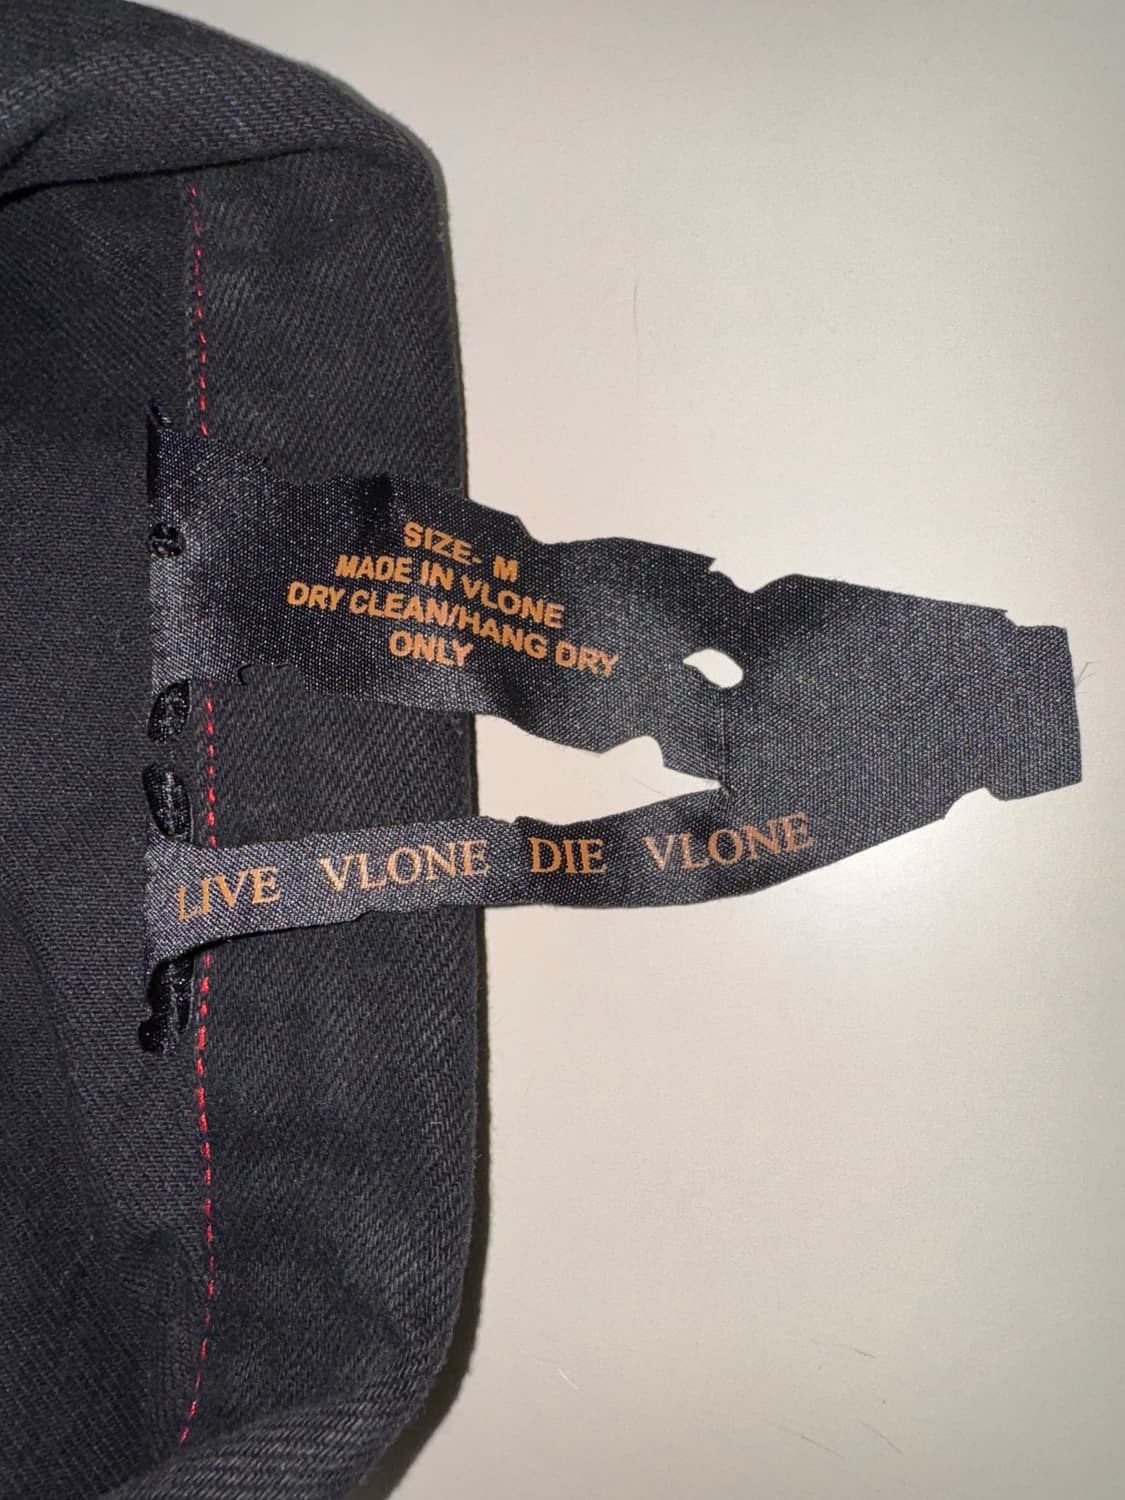 SIZE- M
MADE IN VLONE
DRY CLEAN/HANG DRY
ONLY
LIVE VLONE DIE VLONE